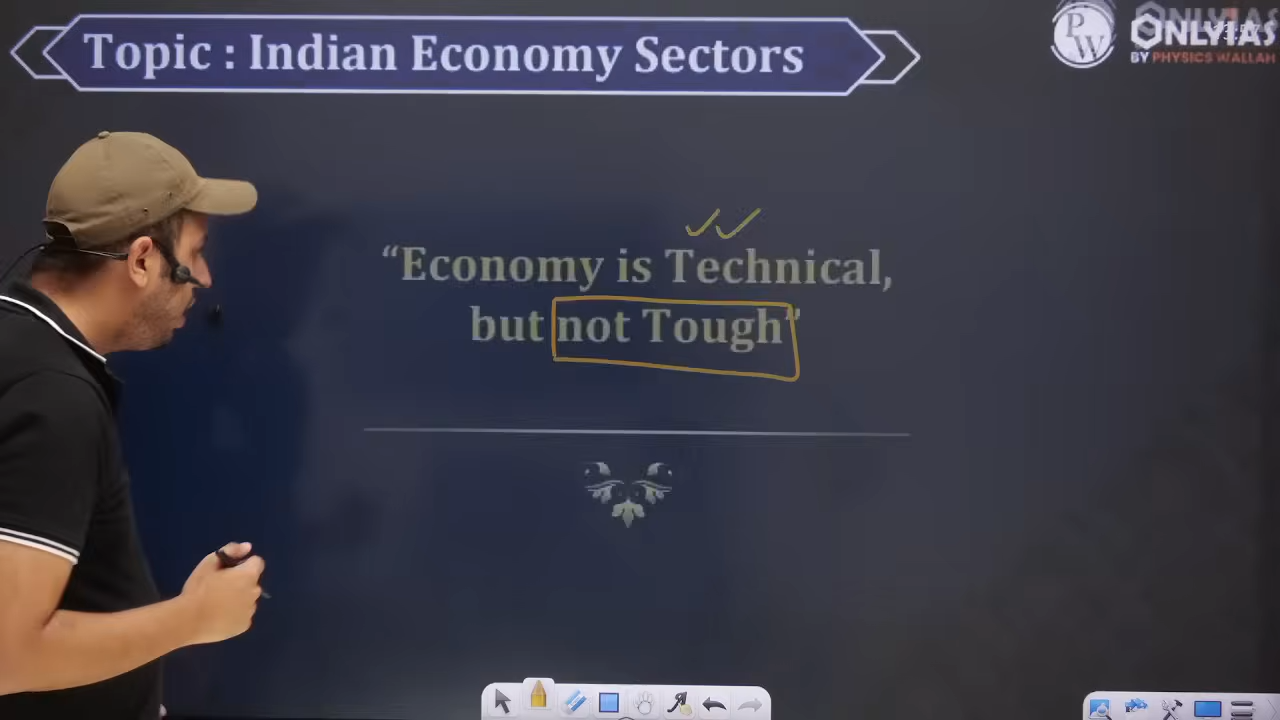 Topic : Indian Economy Sectors
PW
ONLYIAS
BY PHYSICS WALLAH
“Economy is Technical,
but not Tough”